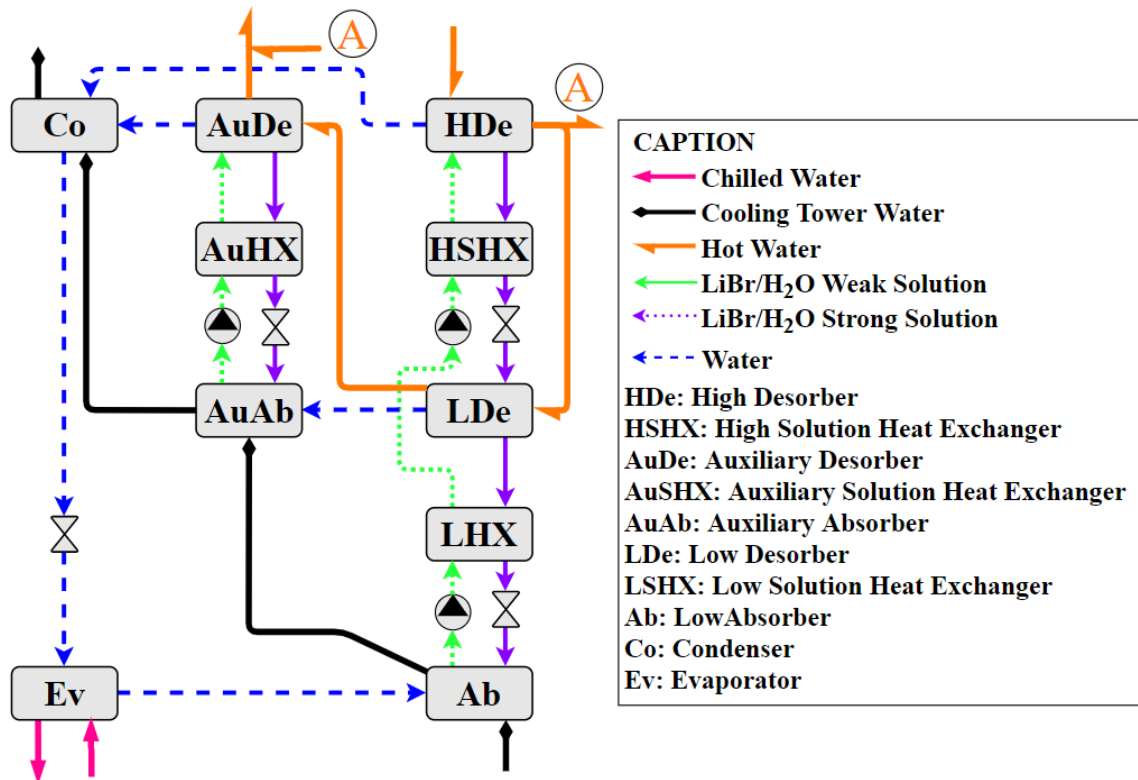 A
A
Co
AuDe
HDe
AuHX
HSHX
AuAb
LDe
LHX
Ev
Ab
CAPTION
Chilled Water
Cooling Tower Water
Hot Water
LiBr/H₂O Weak Solution
LiBr/H₂O Strong Solution
Water
HDe: High Desorber
HSHX: High Solution Heat Exchanger
AuDe: Auxiliary Desorber
AuSHX: Auxiliary Solution Heat Exchanger
AuAb: Auxiliary Absorber
LDe: Low Desorber
LSHX: Low Solution Heat Exchanger
Ab: LowAbsorber
Co: Condenser
Ev: Evaporator